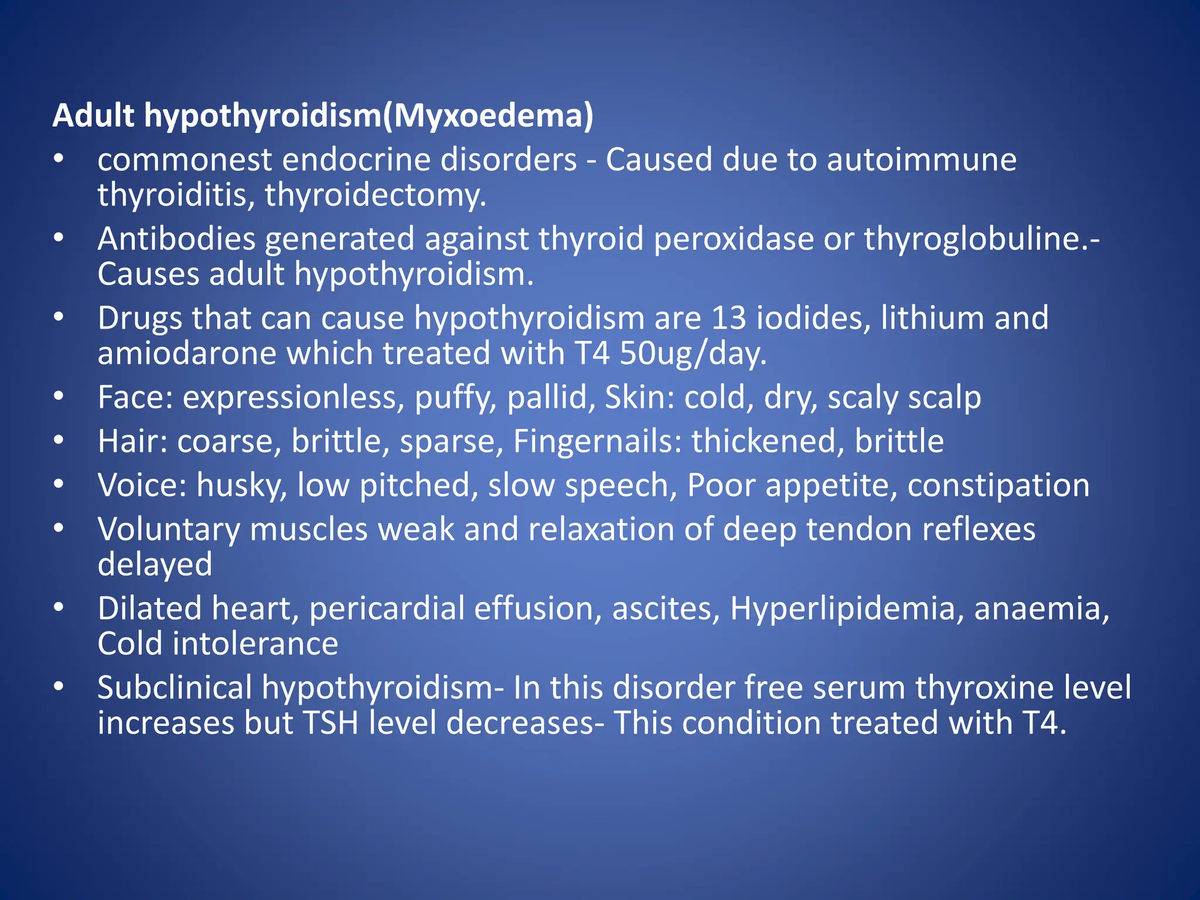 Adult hypothyroidism(Myxoedema)
• commonest endocrine disorders - Caused due to autoimmune
thyroiditis, thyroidectomy.
• Antibodies generated against thyroid peroxidase or thyroglobuline.-
Causes adult hypothyroidism.
• Drugs that can cause hypothyroidism are 13 iodides, lithium and
amiodarone which treated with T4 50ug/day.
• Face: expressionless, puffy, pallid, Skin: cold, dry, scaly scalp
• Hair: coarse, brittle, sparse, Fingernails: thickened, brittle
• Voice: husky, low pitched, slow speech, Poor appetite, constipation
• Voluntary muscles weak and relaxation of deep tendon reflexes
delayed
• Dilated heart, pericardial effusion, ascites, Hyperlipidemia, anaemia,
Cold intolerance
• Subclinical hypothyroidism- In this disorder free serum thyroxine level
increases but TSH level decreases- This condition treated with T4.